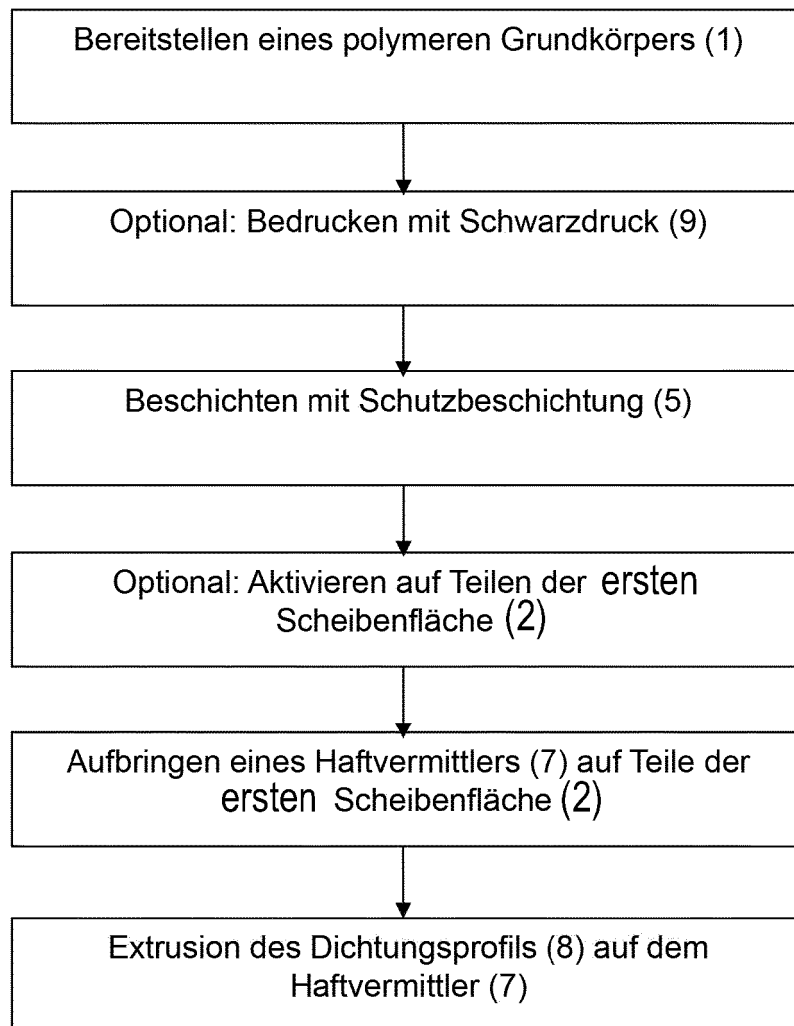 Bereitstellen eines polymeren Grundkörpers (1)
Optional: Bedrucken mit Schwarzdruck (9)
Beschichten mit Schutzbeschichtung (5)
Optional: Aktivieren auf Teilen der ersten
Scheibenfläche (2)
Aufbringen eines Haftvermittlers (7) auf Teile der
ersten Scheibenfläche (2)
Extrusion des Dichtungsprofils (8) auf dem
Haftvermittler (7)